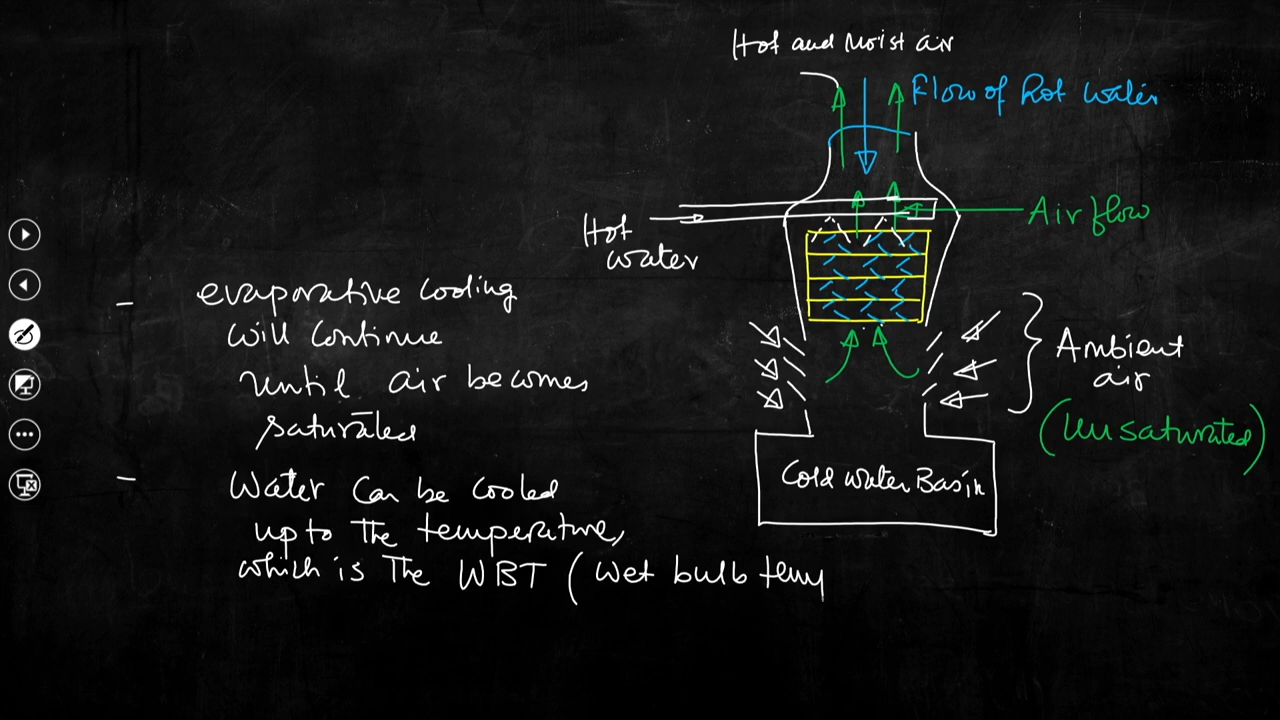 Hot and Moist air
Flow of hot water
Air flow
Hot
water
Ambient
air
(Unsaturated)
Cold water Basin
- evaporative cooling
will continue
until air becomes
saturated
- Water can be cooled
up to the temperature,
which is the WBT (Wet bulb temp